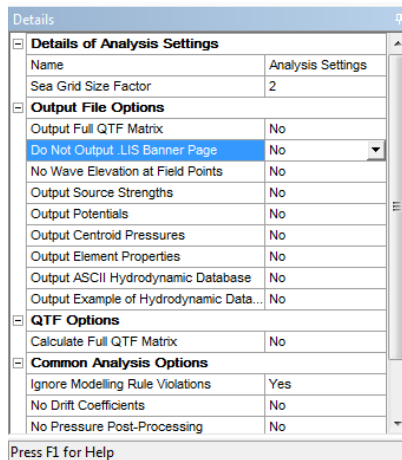 Details
Details of Analysis Settings
Name Analysis Settings
Sea Grid Size Factor 2
Output File Options
Output Full QTF Matrix No
Do Not Output .LIS Banner Page No
No Wave Elevation at Field Points No
Output Source Strengths No
Output Potentials No
Output Centroid Pressures No
Output Element Properties No
Output ASCII Hydrodynamic Database No
Output Example of Hydrodynamic Data... No
QTF Options
Calculate Full QTF Matrix No
Common Analysis Options
Ignore Modelling Rule Violations Yes
No Drift Coefficients No
No Pressure Post-Processing No
Press F1 for Help